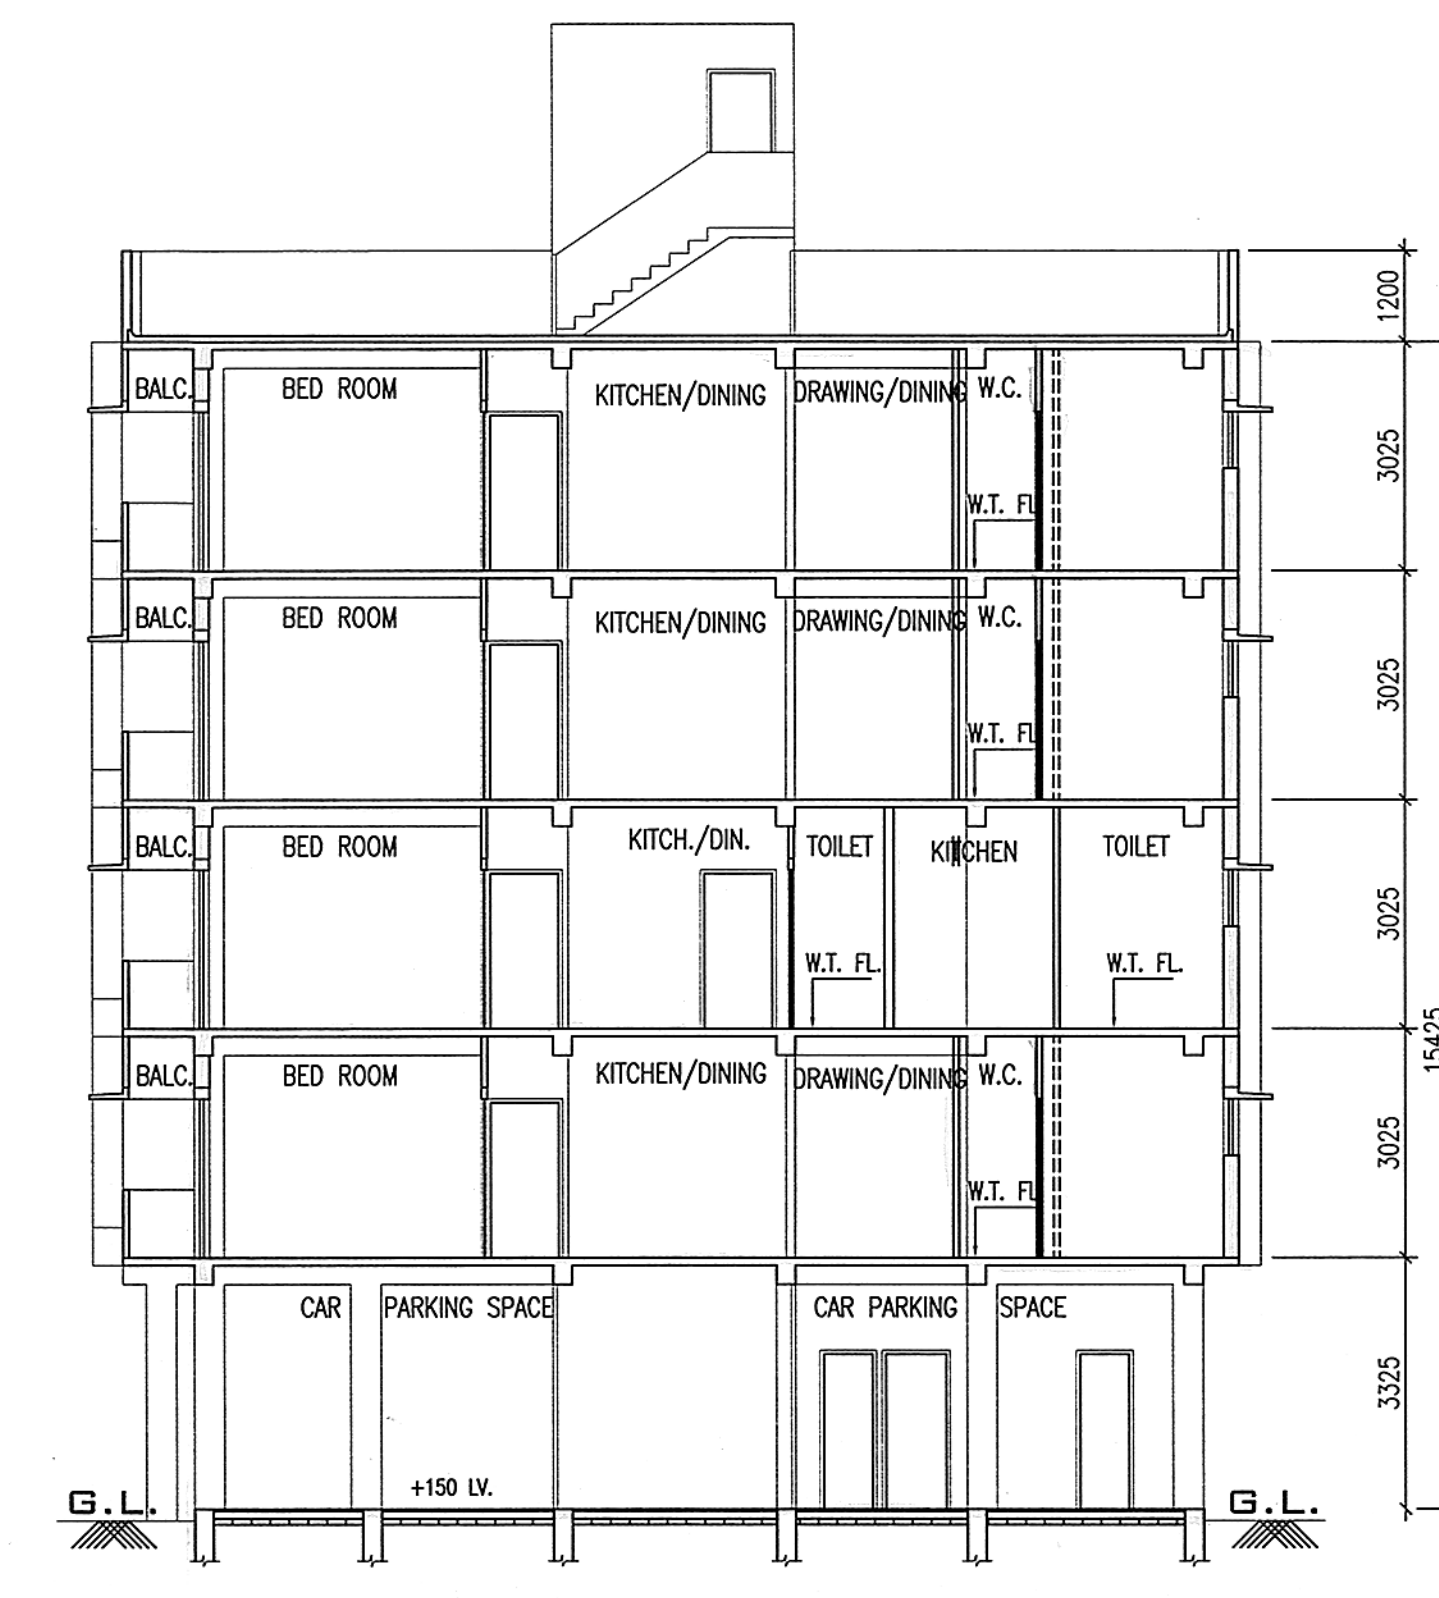 1200
BALC. BED ROOM KITCHEN/DINING DRAWING/DINING W.C.
3025
W.T. FL
BALC. BED ROOM KITCHEN/DINING DRAWING/DINING W.C.
3025
W.T. FL
BALC. BED ROOM KITCH./DIN. TOILET KITCHEN TOILET
3025
W.T. FL. W.T. FL.
15425
BALC. BED ROOM KITCHEN/DINING DRAWING/DINING W.C.
3025
W.T. FL
CAR PARKING SPACE CAR PARKING SPACE
3325
+150 LV.
G.L. G.L.